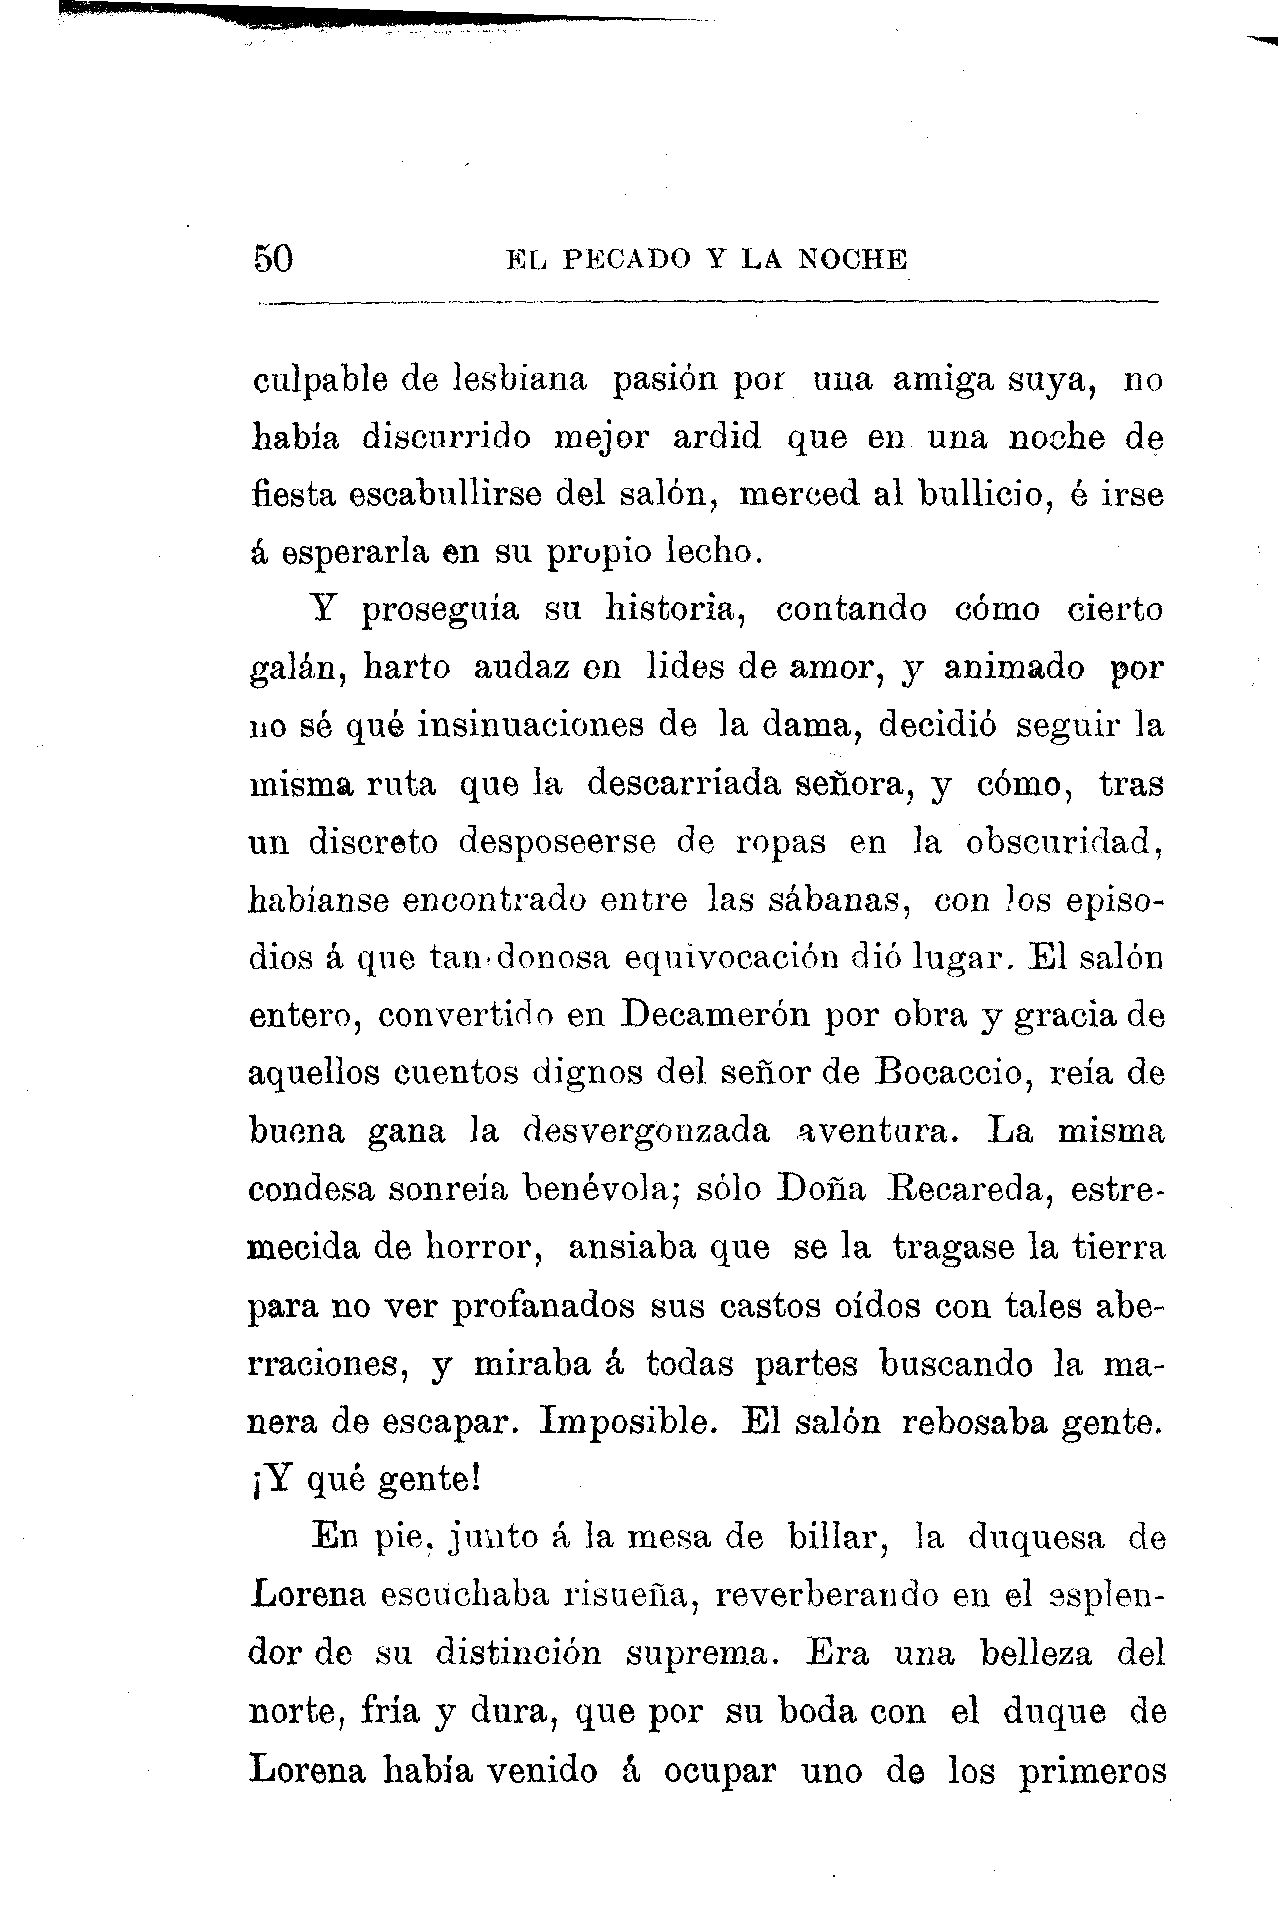 50 EL PECADO Y LA NOCHE
culpable de lesbiana pasión por una amiga suya, no
había discurrido mejor ardid que en una noche de
fiesta escabullirse del salón, merced al bullicio, é irse
á esperarla en su propio lecho.
Y proseguía su historia, contando cómo cierto
galán, harto audaz en lides de amor, y animado por
no sé qué insinuaciones de la dama, decidió seguir la
misma ruta que la descarriada señora, y cómo, tras
un discreto desposeerse de ropas en la obscuridad,
habíanse encontrado entre las sábanas, con los episo-
dios á que tan donosa equivocación dió lugar. El salón
entero, convertido en Decamerón por obra y gracia de
aquellos cuentos dignos del señor de Bocaccio, reía de
buena gana la desvergonzada aventura. La misma
condesa sonreía benévola; sólo Doña Recareda, estre-
mecida de horror, ansiaba que se la tragase la tierra
para no ver profanados sus castos oídos con tales abe-
rraciones, y miraba á todas partes buscando la ma-
nera de escapar. Imposible. El salón rebosaba gente.
¡Y qué gente!
En pie, junto á la mesa de billar, la duquesa de
Lorena escuchaba risueña, reverberando en el esplen-
dor de su distinción suprema. Era una belleza del
norte, fría y dura, que por su boda con el duque de
Lorena había venido á ocupar uno de los primeros